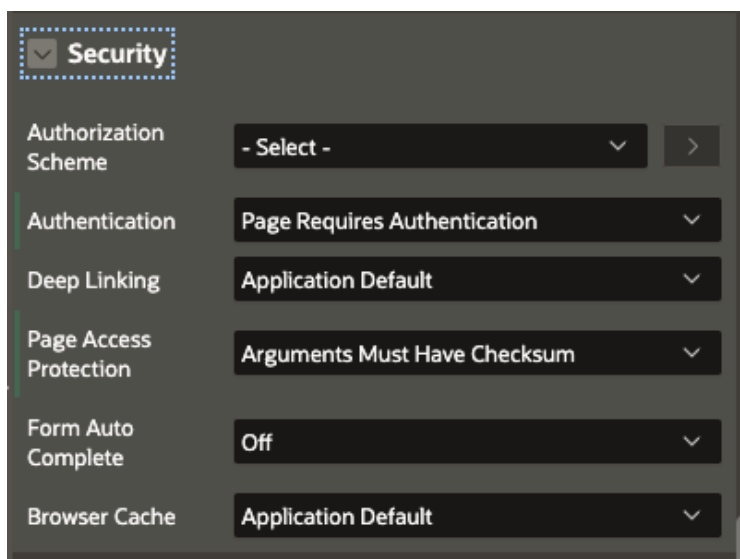 Security
Authorization
Scheme
- Select -
Authentication
Page Requires Authentication
Deep Linking
Application Default
Page Access
Protection
Arguments Must Have Checksum
Form Auto
Complete
Off
Browser Cache
Application Default